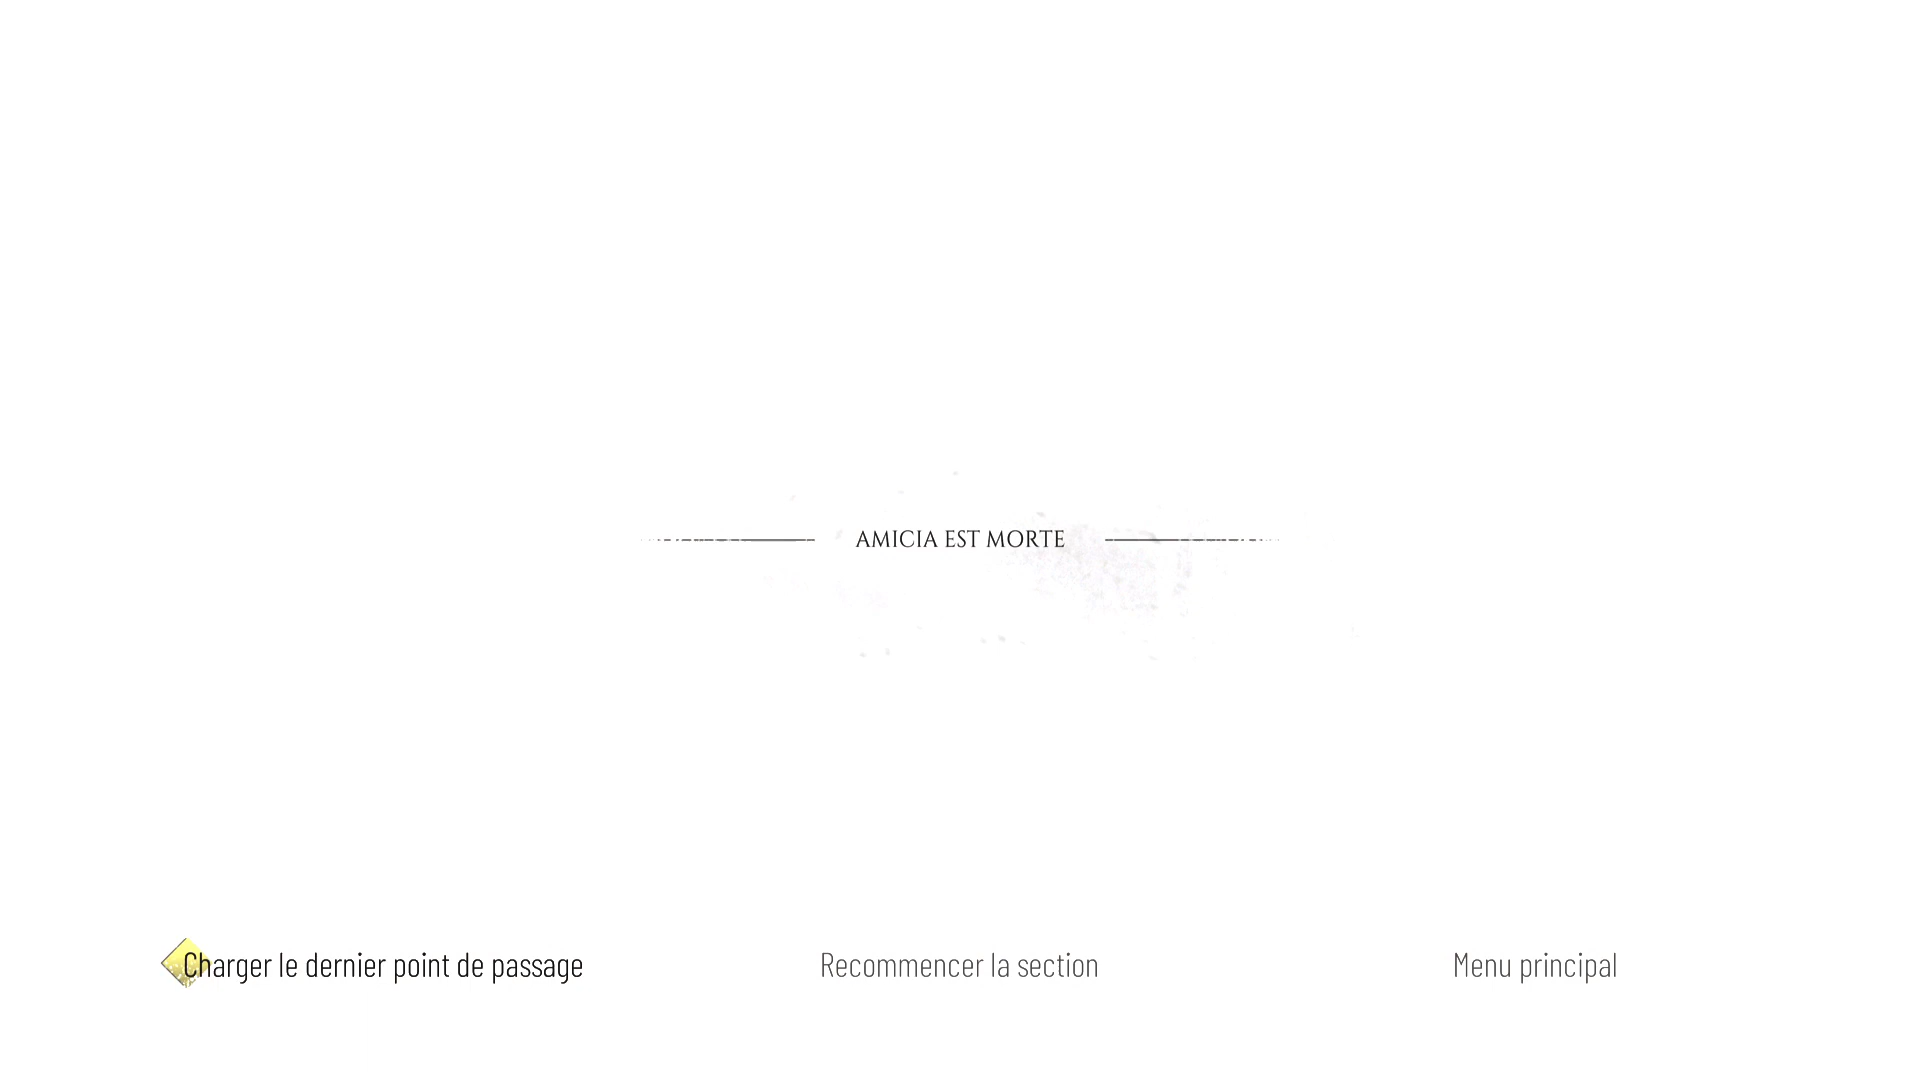 AMICIA EST MORTE
Charger le dernier point de passage
Recommencer la section
Menu principal